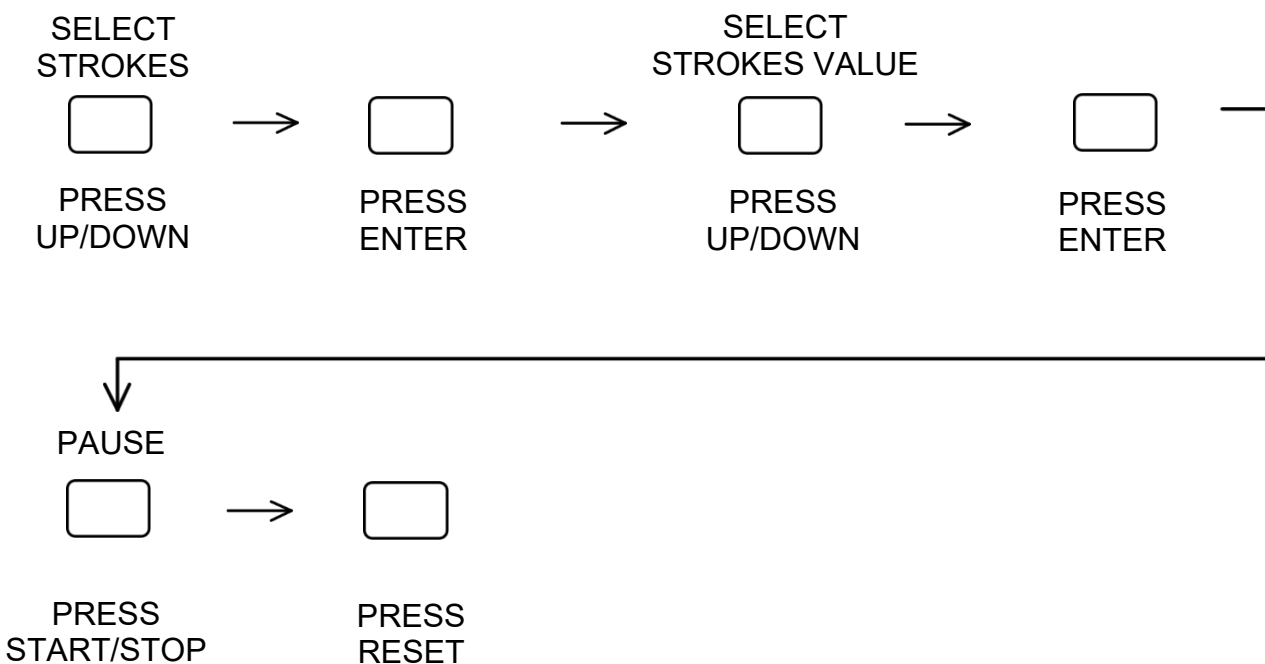 SELECT
STROKES
PRESS
UP/DOWN
PRESS
ENTER
SELECT
STROKES VALUE
PRESS
UP/DOWN
PRESS
ENTER
PAUSE
PRESS
START/STOP
PRESS
RESET